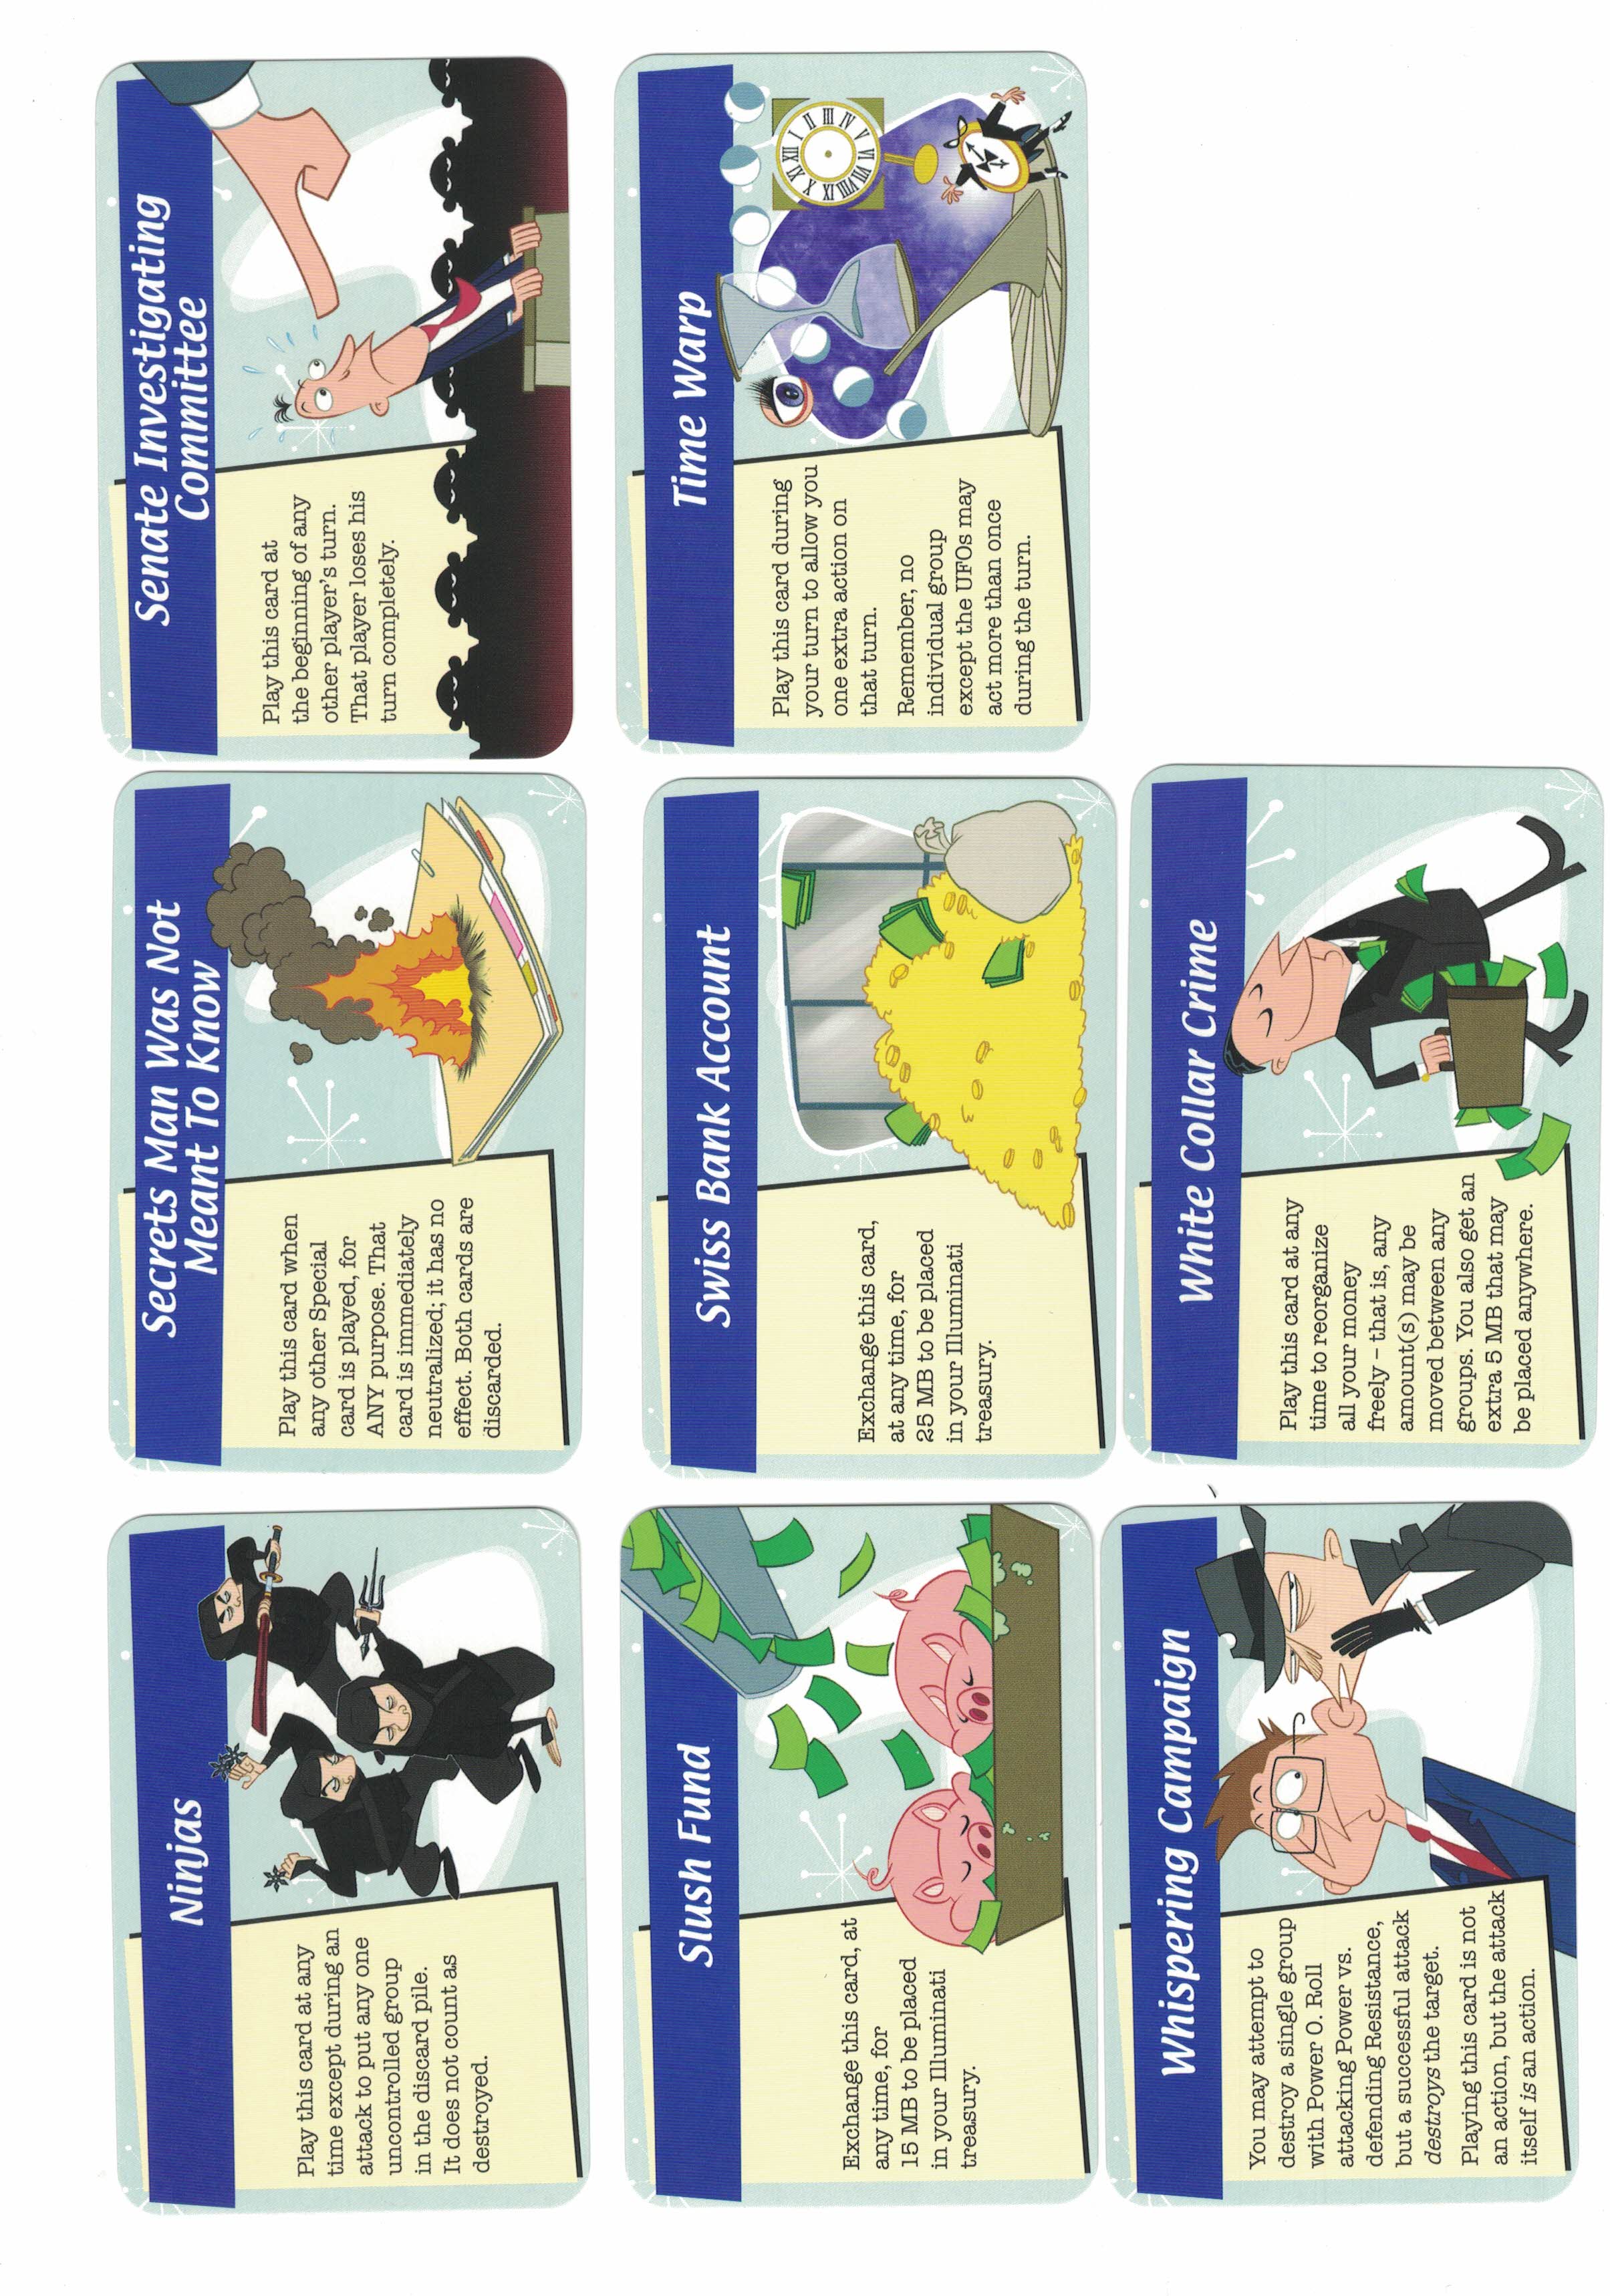 Ninjas
Play this card at any
time except during an
attack to put any one
uncontrolled group
in the discard pile.
It does not count as
destroyed.
Secrets Man Was Not
Meant To Know
Play this card when
any other Special
card is played, for
ANY purpose. That
card is immediately
neutralized; it has no
effect. Both cards are
discarded.
Senate Investigating
Committee
Play this card at
the beginning of any
other player's turn.
That player loses his
turn completely.
Slush Fund
Exchange this card, at
any time, for
15 MB to be placed
in your Illuminati
treasury.
Swiss Bank Account
Exchange this card,
at any time, for
25 MB to be placed
in your Illuminati
treasury.
Time Warp
Play this card during
your turn to allow you
one extra action on
that turn.
Remember, no
individual group
except the UFOs may
act more than once
during the turn.
XII I II III IV V VI VII VIII IX X XI
Whispering Campaign
You may attempt to
destroy a single group
with Power 0. Roll
attacking Power vs.
defending Resistance,
but a successful attack
destroys the target.
Playing this card is not
an action, but the attack
itself is an action.
White Collar Crime
Play this card at any
time to reorganize
all your money
freely – that is, any
amount(s) may be
moved between any
groups. You also get an
extra 5 MB that may
be placed anywhere.